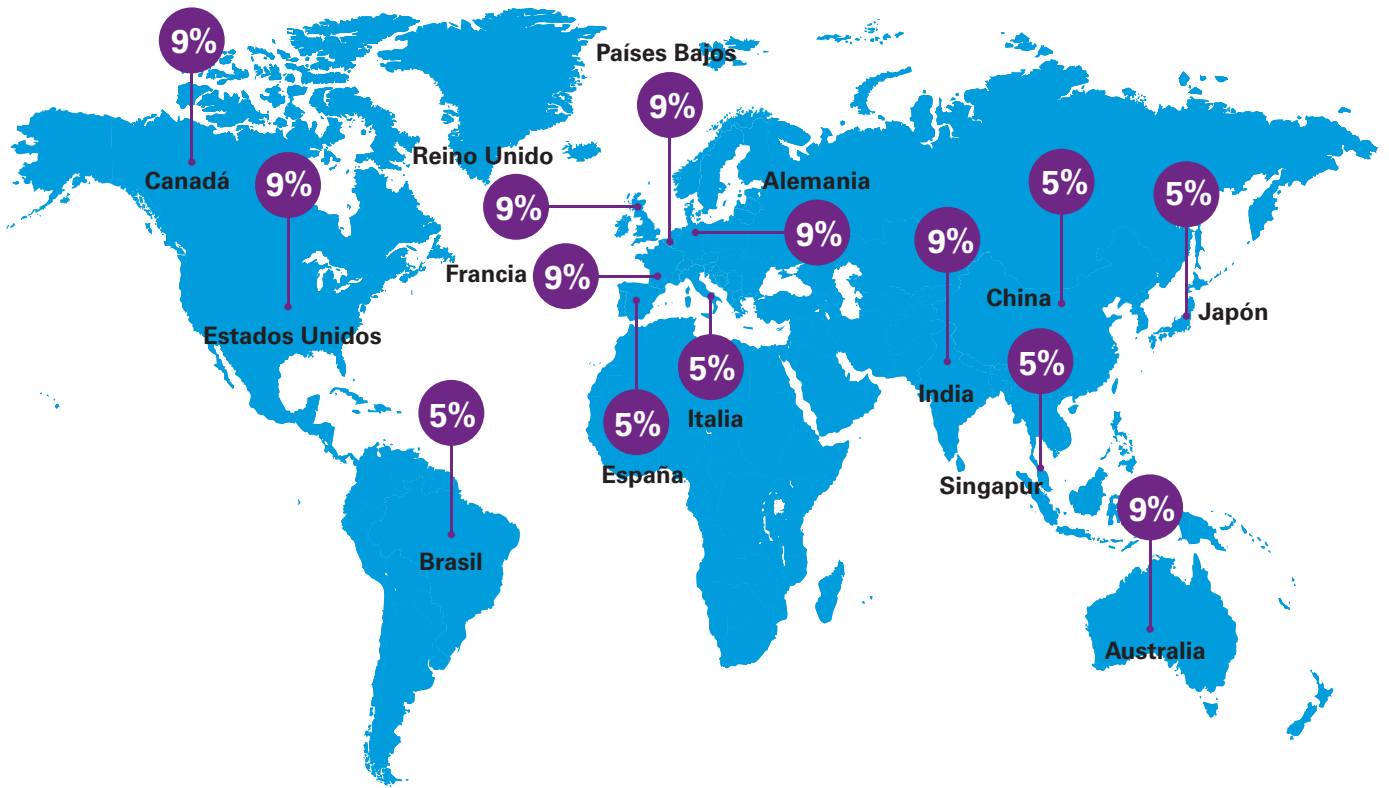 9%
Canadá
9%
Estados Unidos
Países Bajos
9%
Reino Unido
9%
Alemania
9%
Francia
9%
5%
España
5%
Italia
5%
Brasil
9%
India
5%
China
5%
Japón
5%
Singapur
9%
Australia